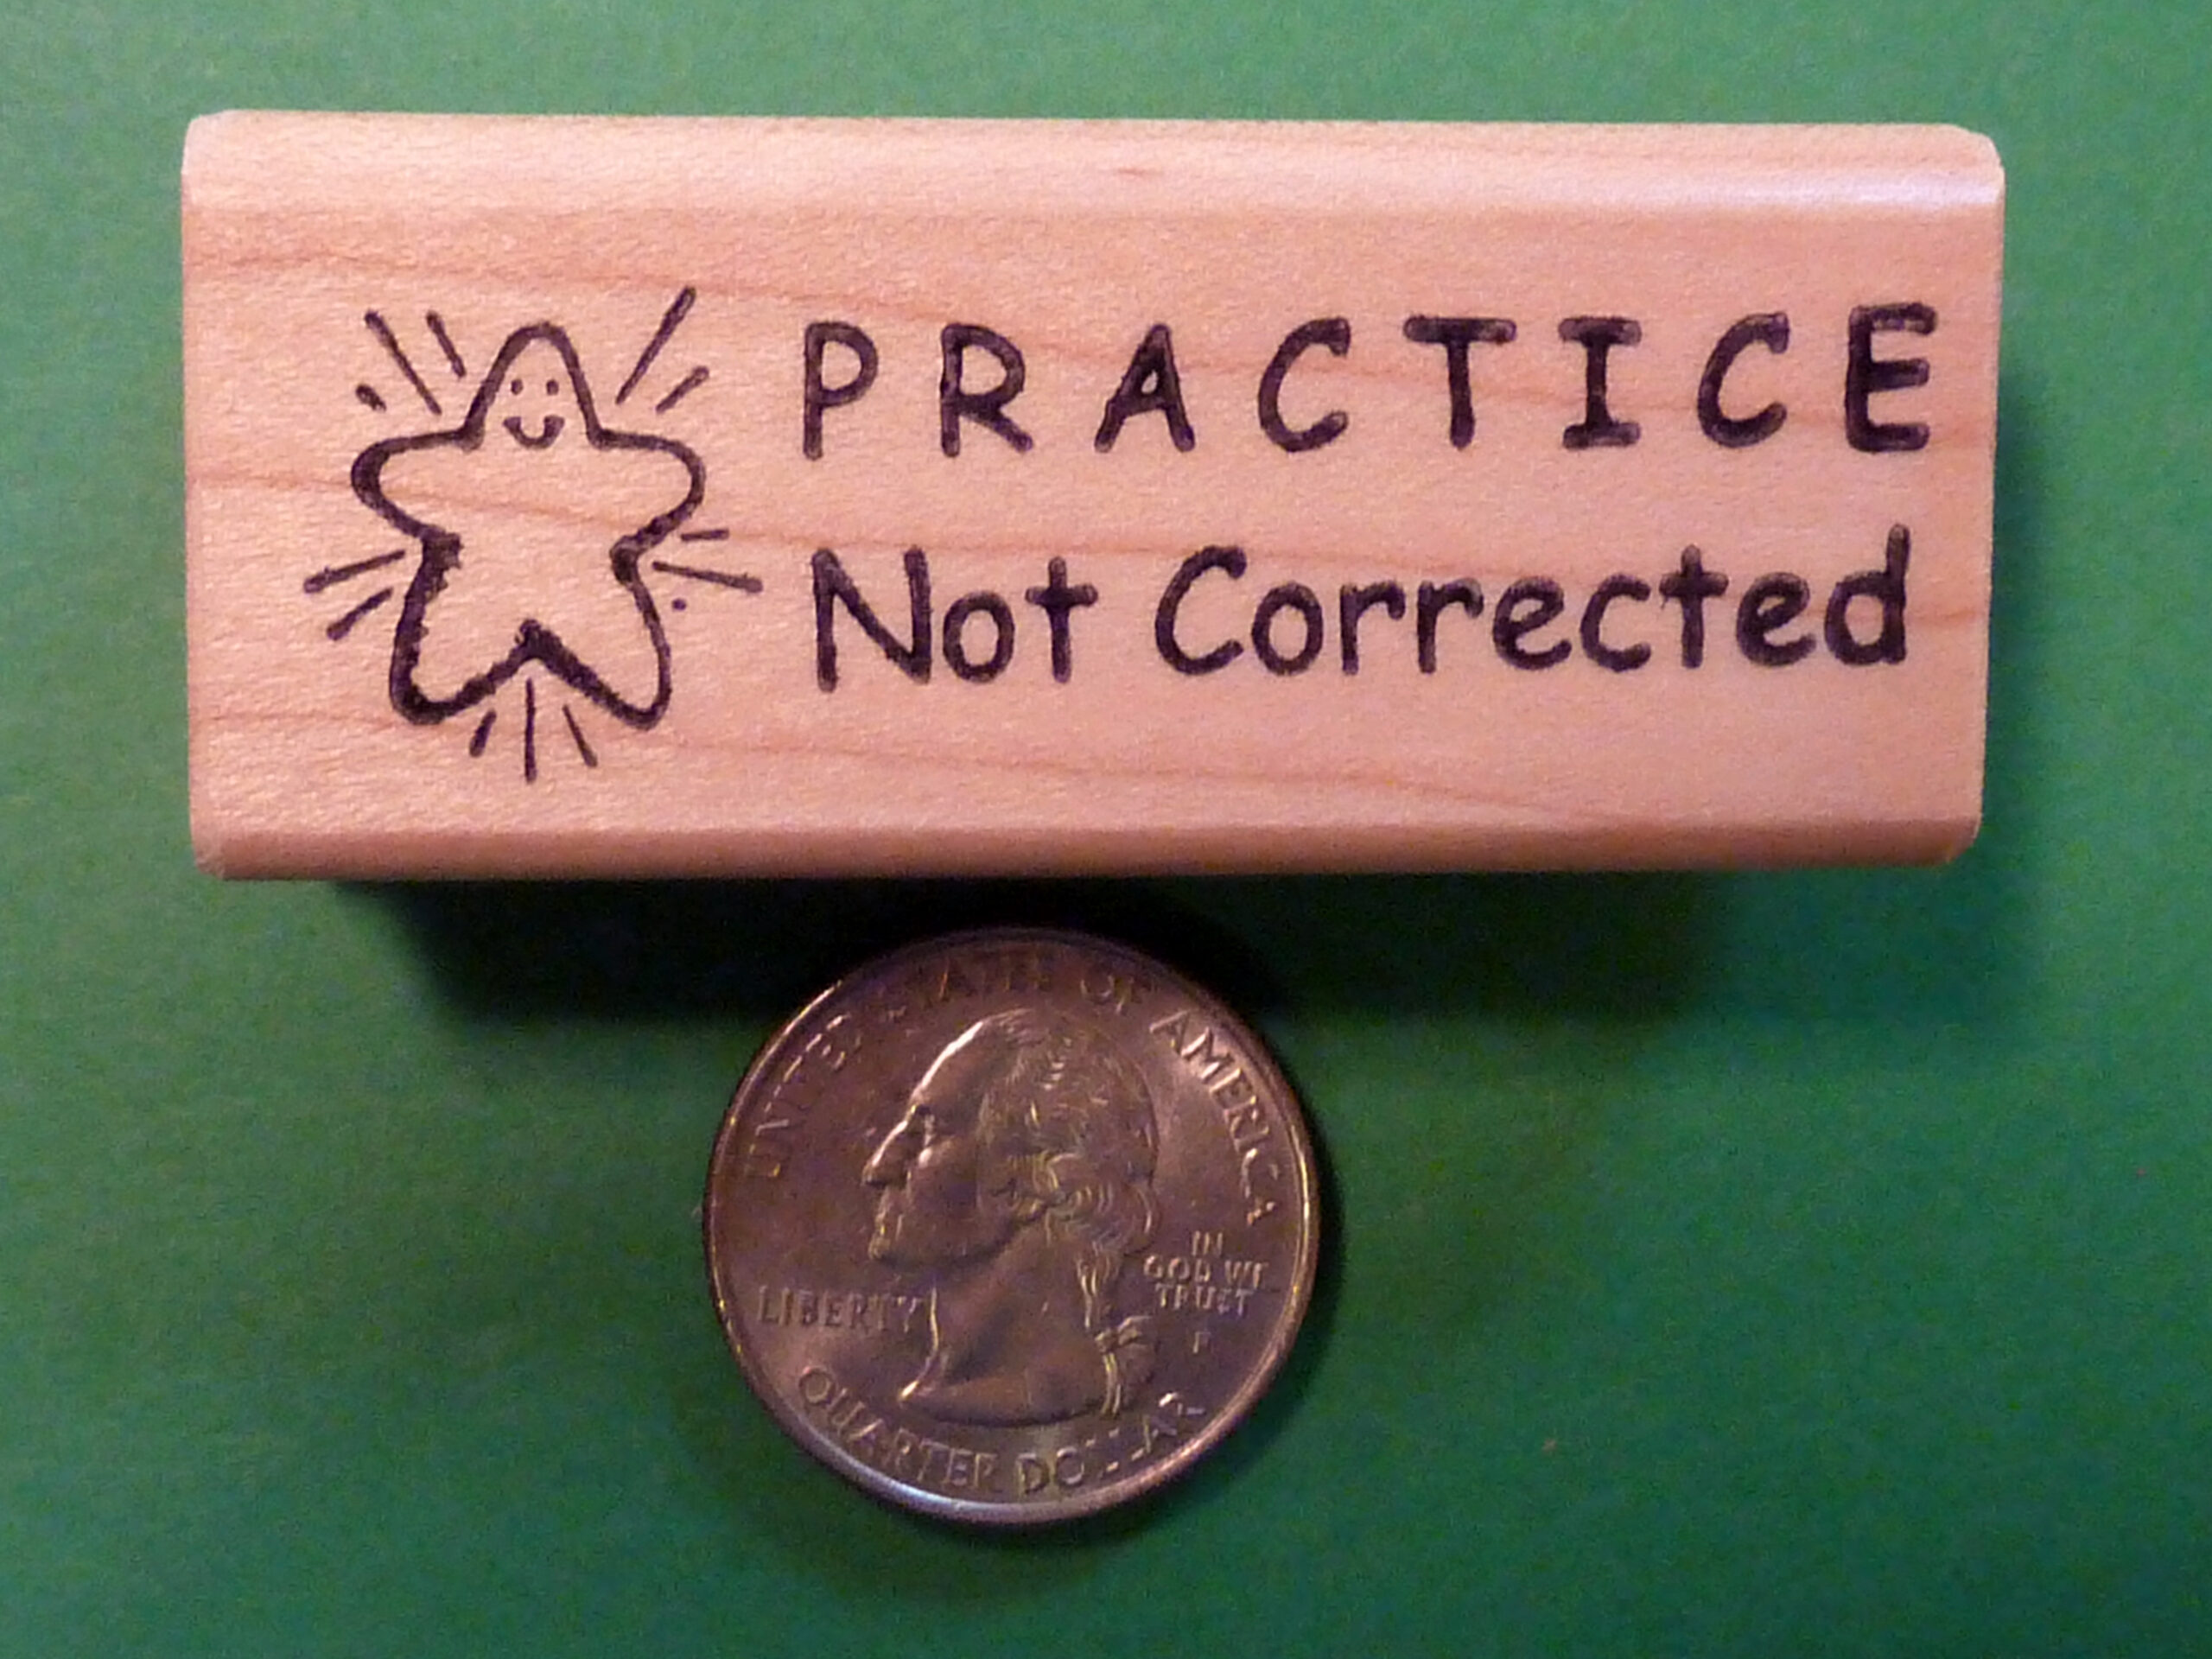 PRACTICE
Not Corrected
UNITED STATES OF AMERICA
LIBERTY
IN
GOD WE
TRUST
P
QUARTER DOLLAR